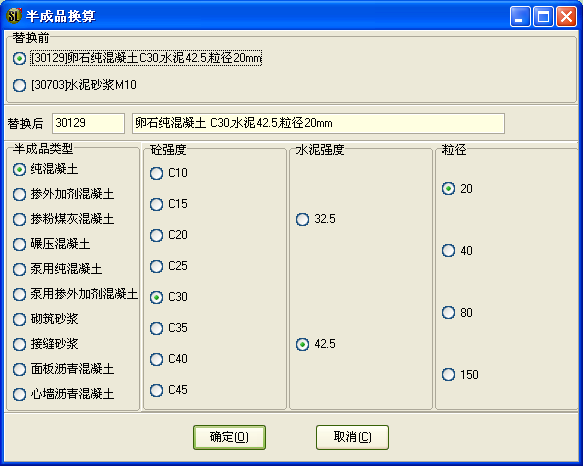 半成品换算
替换前
[30129]卵石纯混凝土C30,水泥42.5,粒径20mm
[30703]水泥砂浆M10
替换后 30129 卵石纯混凝土 C30,水泥42.5,粒径20mm
半成品类型
纯混凝土
掺外加剂混凝土
掺粉煤灰混凝土
碾压混凝土
泵用纯混凝土
泵用掺外加剂混凝土
砌筑砂浆
接缝砂浆
面板沥青混凝土
心墙沥青混凝土
砼强度
C10
C15
C20
C25
C30
C35
C40
C45
水泥强度
32.5
42.5
粒径
20
40
80
150
确定(O) 取消(C)